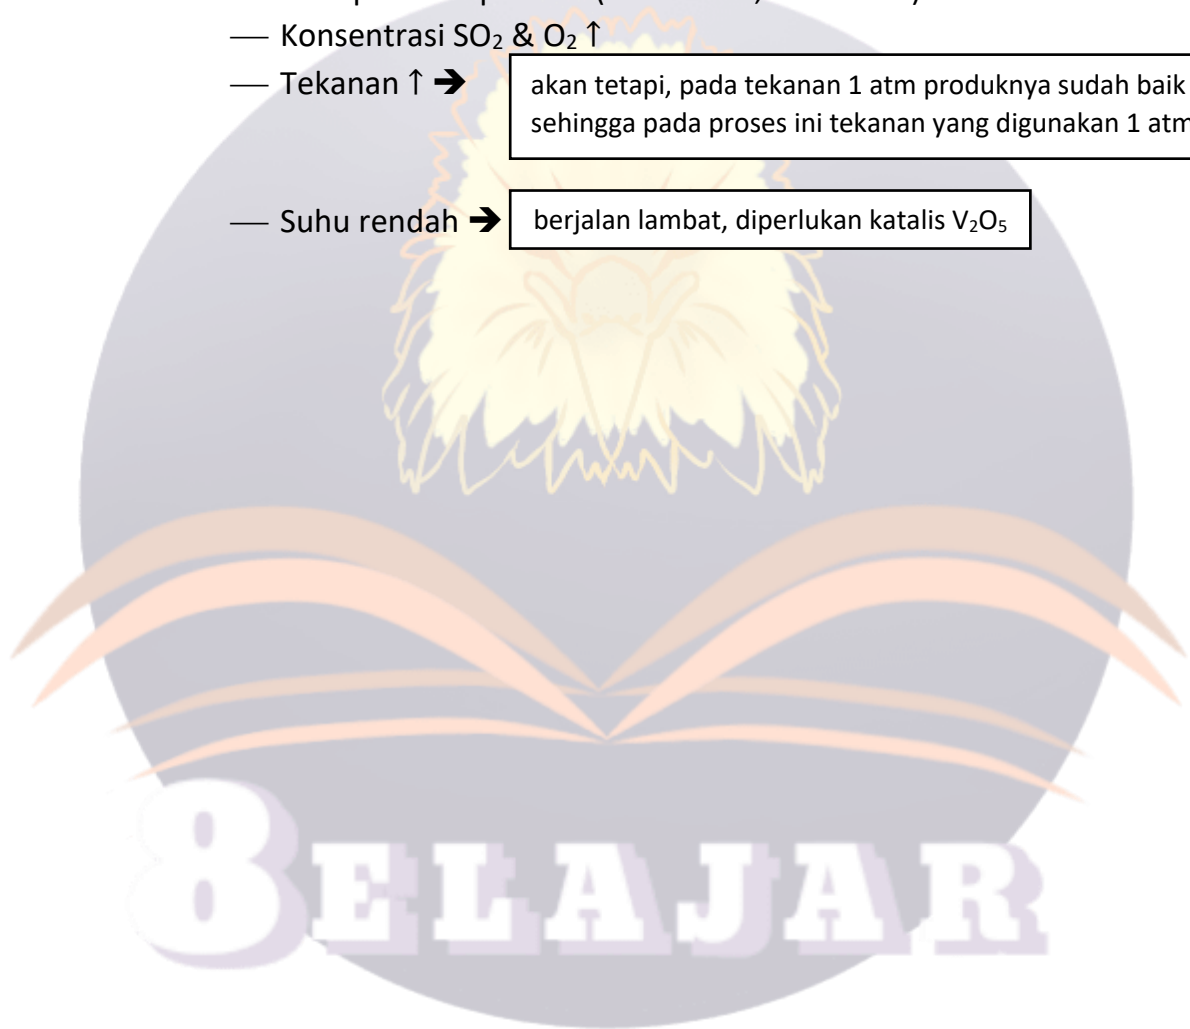 — Konsentrasi SO₂ & O₂ ↑
— Tekanan ↑ ➔
akan tetapi, pada tekanan 1 atm produknya sudah baik
sehingga pada proses ini tekanan yang digunakan 1 atm
— Suhu rendah ➔
berjalan lambat, diperlukan katalis V₂O₅
8ELAJAR